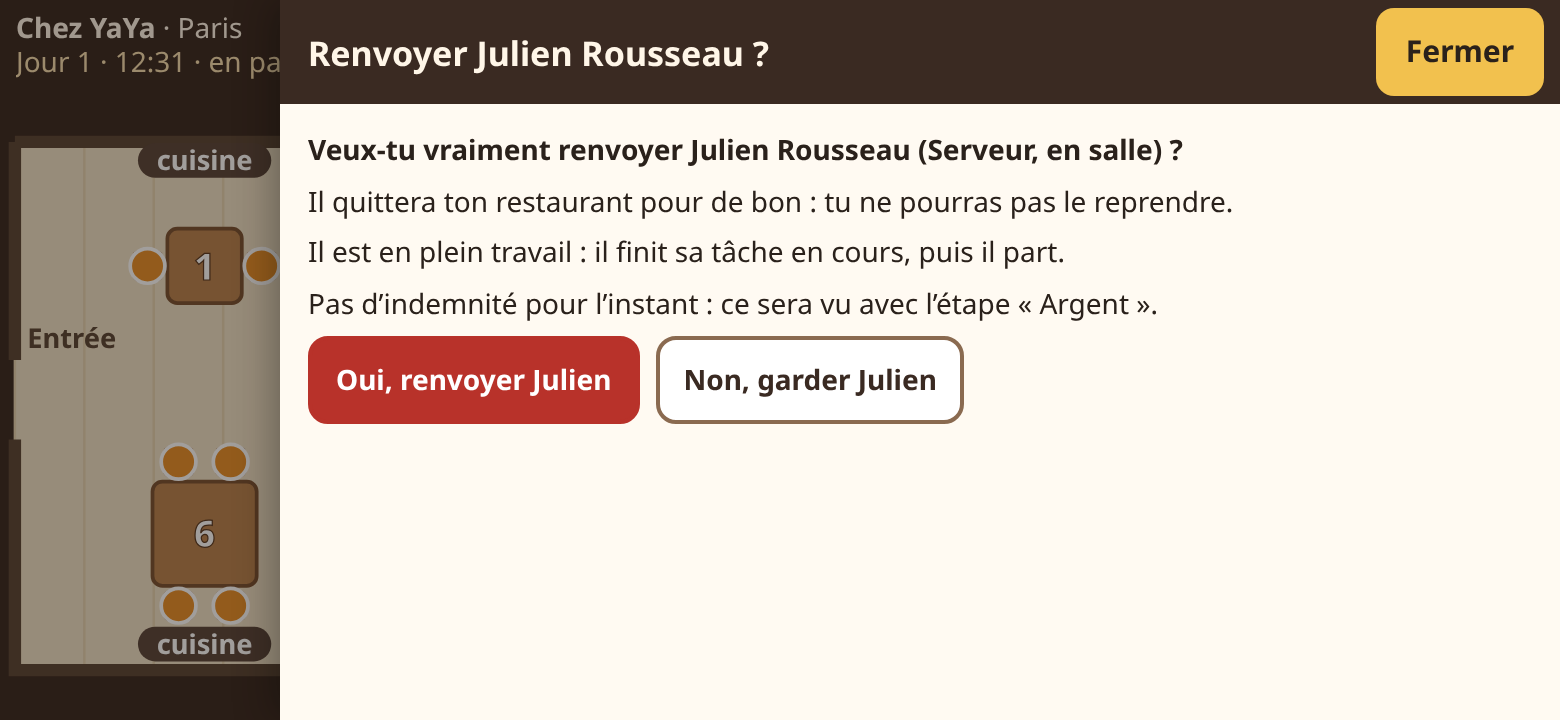 Chez YaYa · Paris
Jour 1 · 12:31 · en pa
cuisine
1
Entrée
6
cuisine
Renvoyer Julien Rousseau ?
Fermer
Veux-tu vraiment renvoyer Julien Rousseau (Serveur, en salle) ?
Il quittera ton restaurant pour de bon : tu ne pourras pas le reprendre.
Il est en plein travail : il finit sa tâche en cours, puis il part.
Pas d’indemnité pour l’instant : ce sera vu avec l’étape « Argent ».
Oui, renvoyer Julien
Non, garder Julien